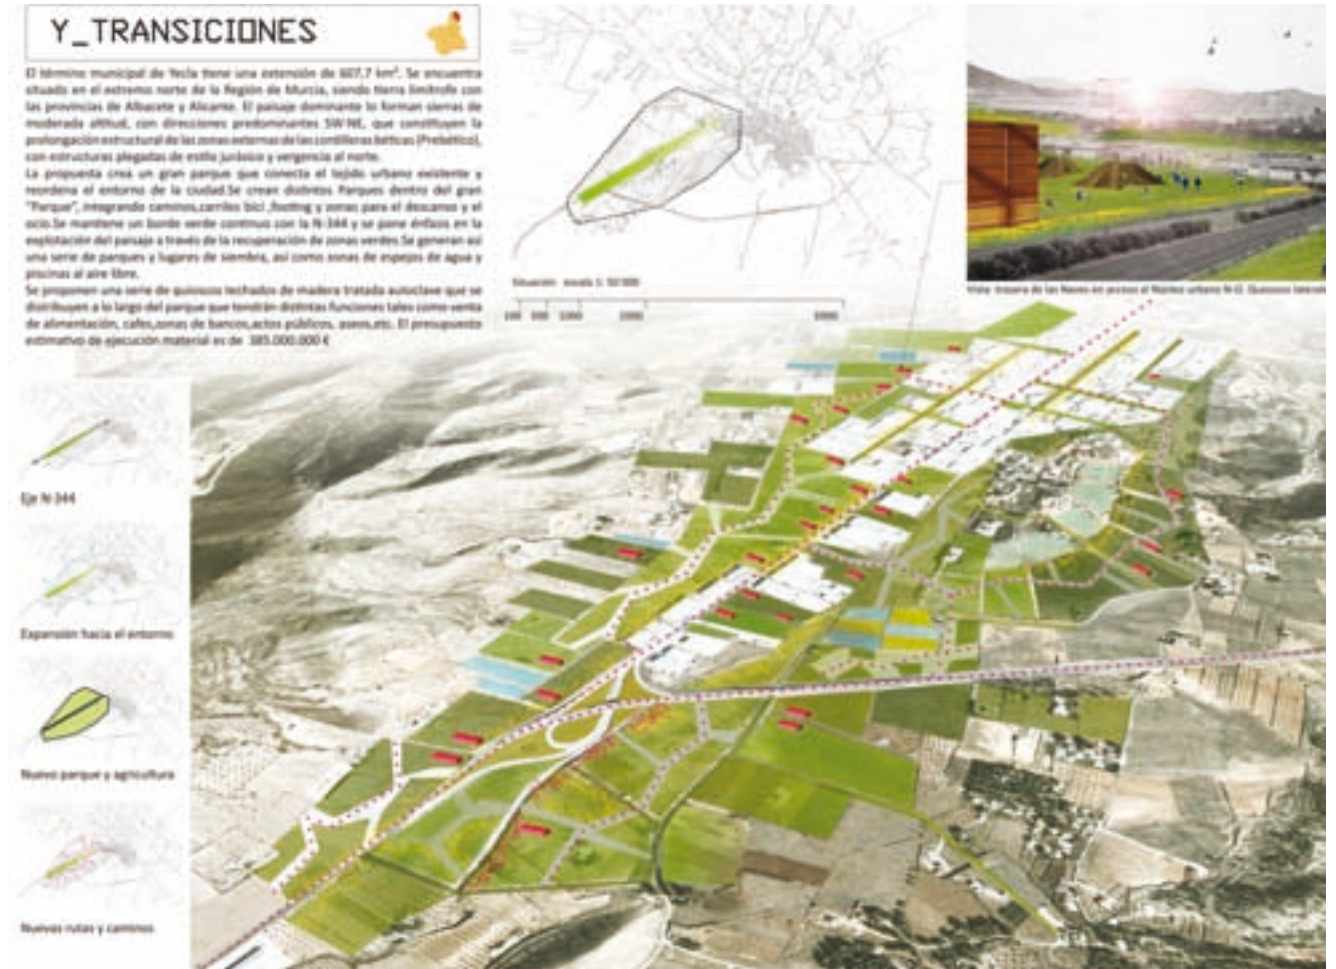 Y_TRANSICIONES
El término municipal de Yecla tiene una extensión de 607,7 km². Se encuentra
situado en el extremo norte de la Región de Murcia, siendo tierra limítrofe con
las provincias de Albacete y Alicante. El paisaje dominante lo forman sierras de
moderada altitud, con direcciones predominantes SW-NE, que constituyen la
prolongación estructural de las zonas externas de las cordilleras béticas (Prebético),
con estructuras plegadas de estilo jurásico y vergencia al norte.
La propuesta crea un gran parque que conecta el tejido urbano existente y
reordena el entorno de la ciudad.Se crean distintos Parques dentro del gran
"Parque", integrando caminos,carriles bici ,footing y zonas para el descanso y el
ocio.Se mantiene un borde verde continuo con la N-344 y se pone énfasis en la
explotación del paisaje a través de la recuperación de zonas verdes.Se generan así
una serie de parques y lugares de siembra, así como zonas de espejos de agua y
piscinas al aire libre.
Se proponen una serie de quioscos techados de madera tratada autoclave que se
distribuyen a lo largo del parque que tendrán distintas funciones tales como venta
de alimentación, cafes,zonas de bancos,actos públicos, aseos,etc. El presupuesto
estimativo de ejecución material es de 385.000.000 €
Situación escala 1: 50'000
trasera de las Naves en acceso al Núcleo urbano N-O. Quioscos
Eje N-344
Expansión hacia el entorno
Nuevo parque y agricultura
Nuevas rutas y caminos